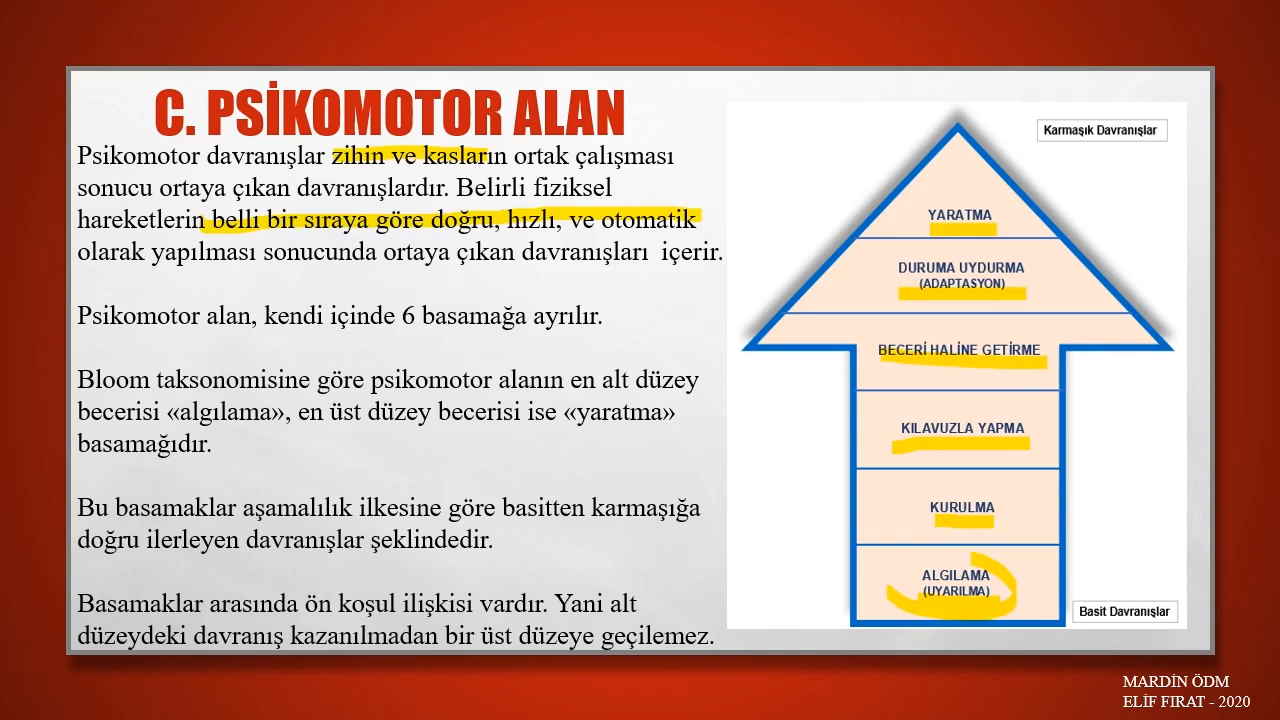 C. PSİKOMOTOR ALAN
Psikomotor davranışlar zihin ve kasların ortak çalışması
sonucu ortaya çıkan davranışlardır. Belirli fiziksel
hareketlerin belli bir sıraya göre doğru, hızlı, ve otomatik
olarak yapılması sonucunda ortaya çıkan davranışları içerir.
Psikomotor alan, kendi içinde 6 basamağa ayrılır.
Bloom taksonomisine göre psikomotor alanın en alt düzey
becerisi «algılama», en üst düzey becerisi ise «yaratma»
basamağıdır.
Bu basamaklar aşamalılık ilkesine göre basitten karmaşığa
doğru ilerleyen davranışlar şeklindedir.
Basamaklar arasında ön koşul ilişkisi vardır. Yani alt
düzeydeki davranış kazanılmadan bir üst düzeye geçilemez.
Karmaşık Davranışlar
YARATMA
DURUMA UYDURMA
(ADAPTASYON)
BECERİ HALİNE GETİRME
KILAVUZLA YAPMA
KURULMA
ALGILAMA
(UYARILMA)
Basit Davranışlar
MARDİN ÖDM
ELİF FIRAT - 2020